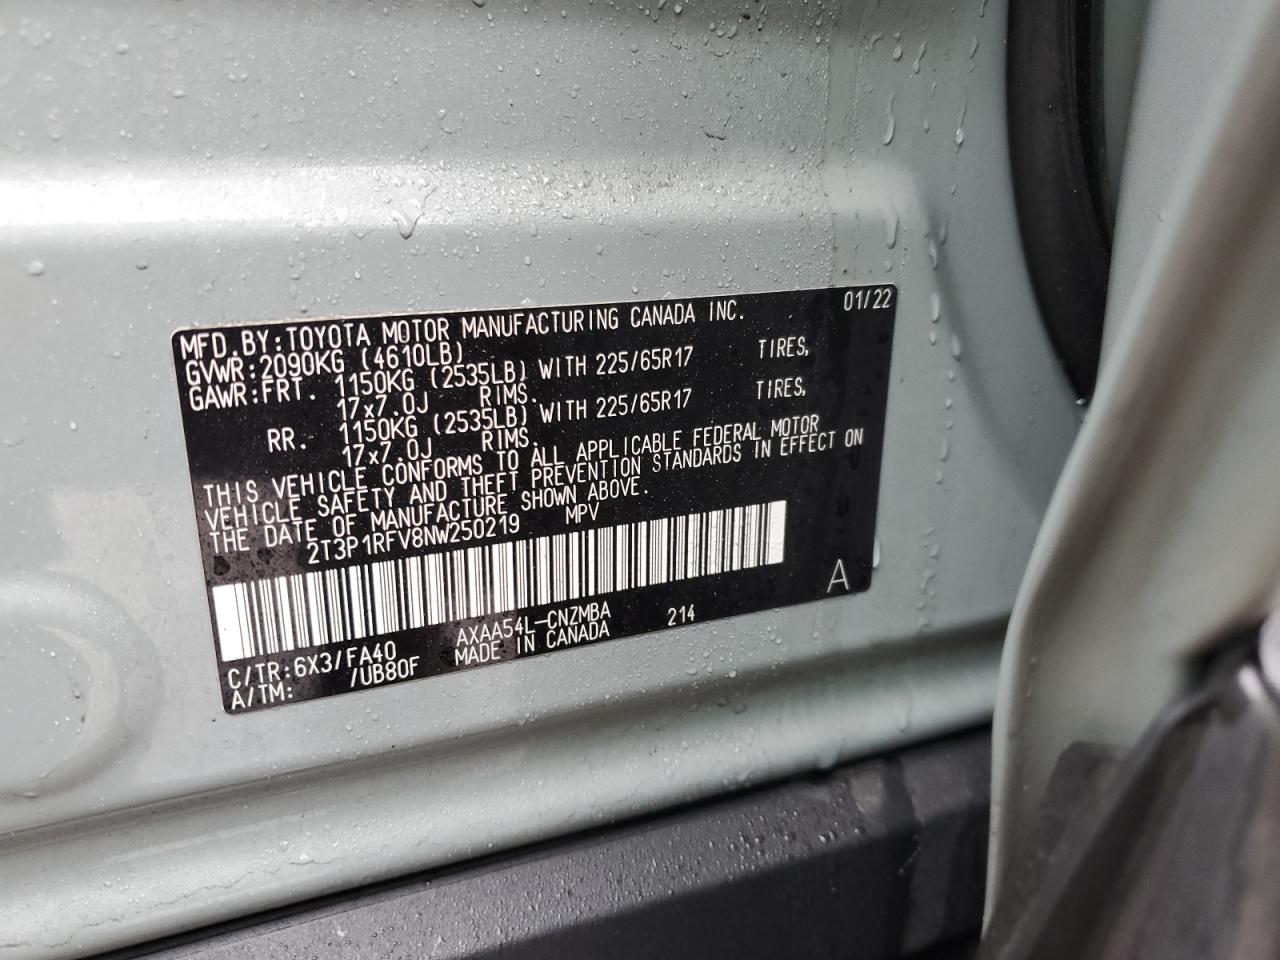 MFD.BY:TOYOTA MOTOR MANUFACTURING CANADA INC. 01/22
GVWR:2090KG (4610LB)
GAWR:FRT. 1150KG (2535LB) WITH 225/65R17 TIRES,
17x7.0J RIMS.
RR. 1150KG (2535LB) WITH 225/65R17 TIRES,
17x7.0J RIMS.
THIS VEHICLE CONFORMS TO ALL APPLICABLE FEDERAL MOTOR
VEHICLE SAFETY AND THEFT PREVENTION STANDARDS IN EFFECT ON
THE DATE OF MANUFACTURE SHOWN ABOVE.
2T3P1RFV8NW250219 MPV
A
C/TR:6X3/FA40 AXAA54L-CNZMBA 214
A/TM: /UB80F MADE IN CANADA